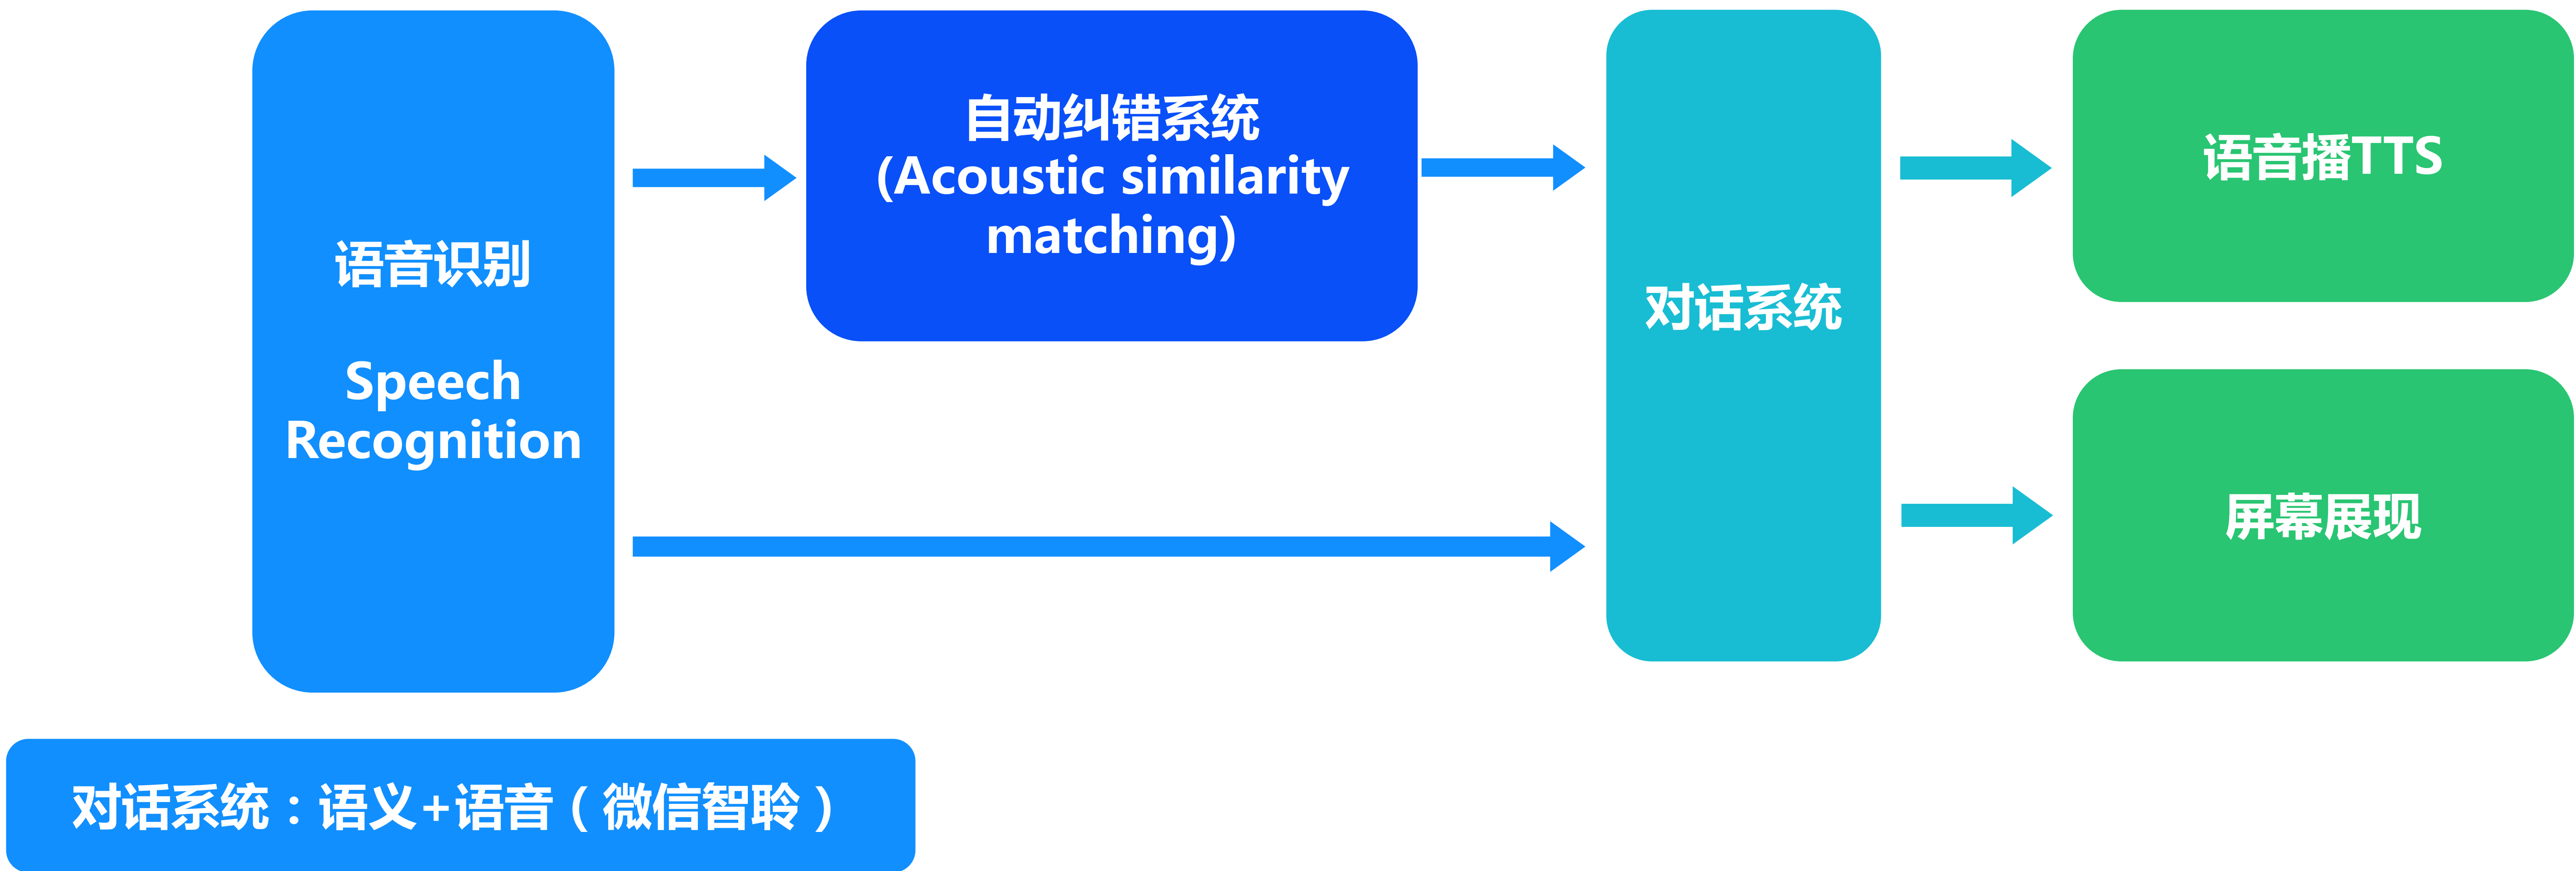 语音识别
Speech
Recognition
自动纠错系统
(Acoustic similarity
matching)
对话系统
语音播TTS
屏幕展现
对话系统：语义+语音（微信智聆）